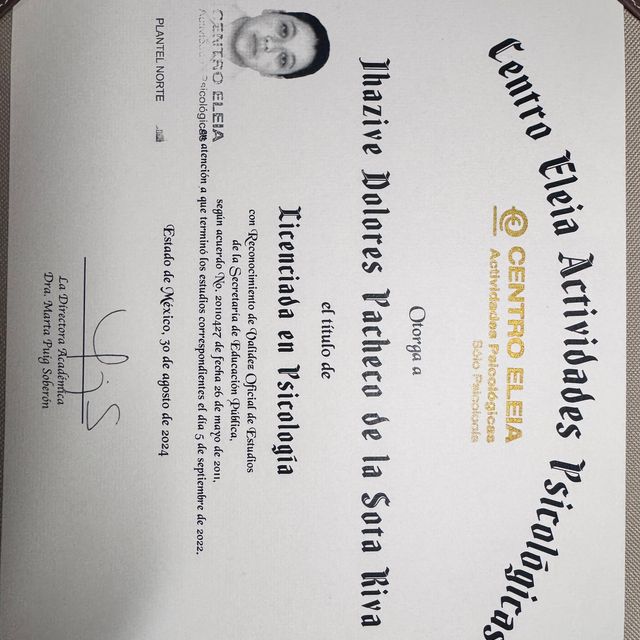 Centro Eleia Actividades Psicológicas
CENTRO ELEIA
Actividades Psicológicas
Sólo Psicología
Otorga a
Jhazive Dolores Pacheco de la Sota Riva
el título de
Licenciada en Psicología
con Reconocimiento de Validez Oficial de Estudios
de la Secretaría de Educación Pública,
según acuerdo No. 20110427 de fecha 26 de mayo de 2011,
atención a que terminó los estudios correspondientes el día 5 de septiembre de 2022.
CENTRO ELEIA
Actividades Psicológicas
PLANTEL NORTE
Estado de México, 30 de agosto de 2024
La Directora Académica
Dra. Marta Puig Soberón